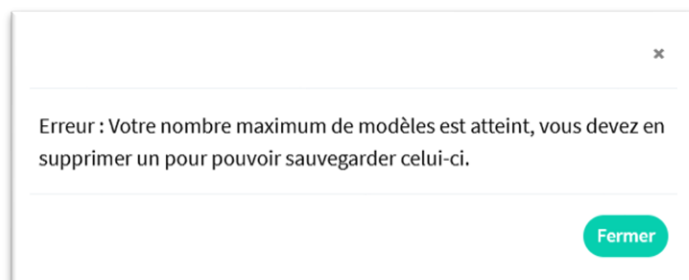 ×
Erreur : Votre nombre maximum de modèles est atteint, vous devez en
supprimer un pour pouvoir sauvegarder celui-ci.
Fermer